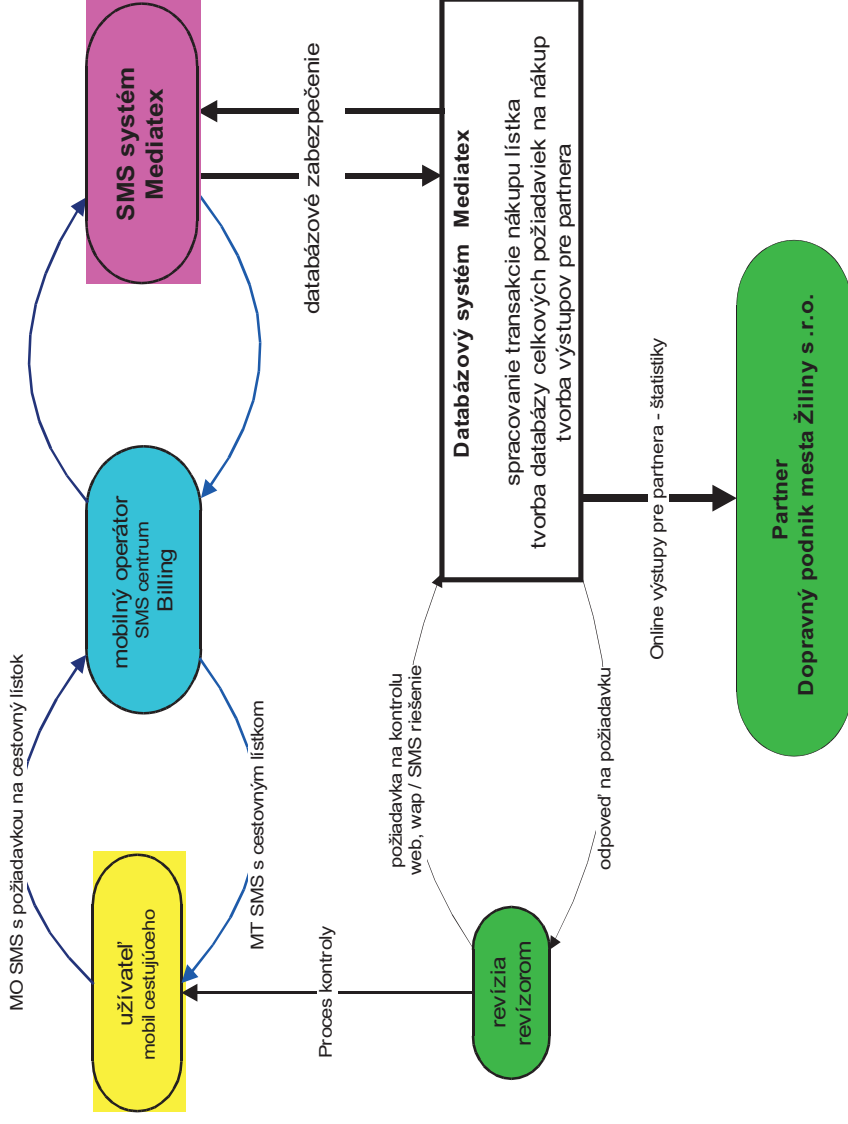 MO SMS s požiadavkou na cestovný lístok
užívateľ
mobil cestujúceho
mobilný operátor
SMS centrum
Billing
SMS systém
Mediatex
MT SMS s cestovným lístkom
databázové zabezpečenie
Proces kontroly
požiadavka na kontrolu
web, wap / SMS riešenie
Databázový systém Mediatex
spracovanie transakcie nákupu lístka
tvorba databázy celkových požiadaviek na nákup
tvorba výstupov pre partnera
revízia
revízorom
odpoveď na požiadavku
Online výstupy pre partnera - štatistiky
Partner
Dopravný podnik mesta Žiliny s .r.o.